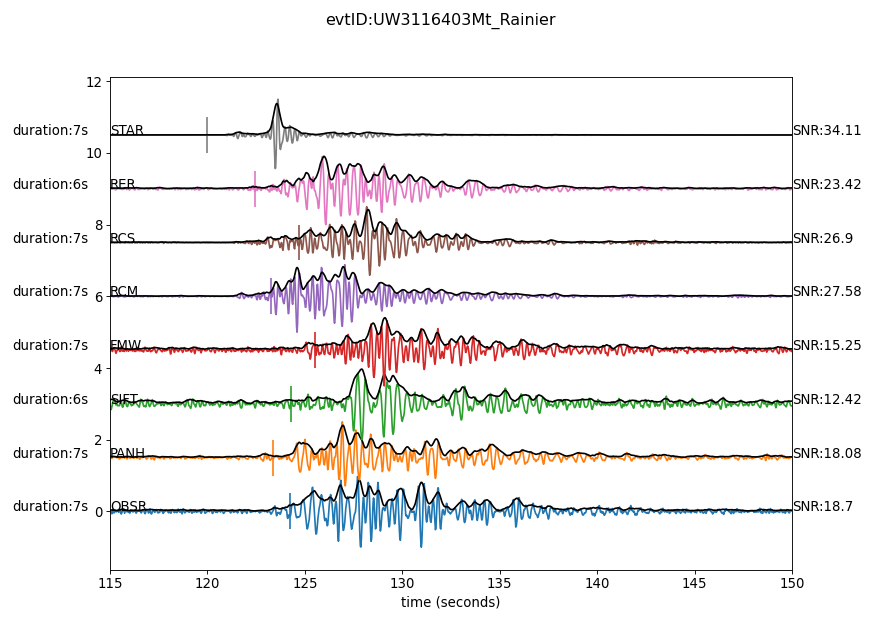 evtID:UW3116403Mt_Rainier
12
duration:7s STAR SNR:34.11
10
duration:6s RER SNR:23.42
8
duration:7s RCS SNR:26.9
duration:7s RCM SNR:27.58
6
duration:7s FMW SNR:15.25
4
duration:6s SIFT SNR:12.42
2
duration:7s PANH SNR:18.08
duration:7s OBSR SNR:18.7
0
115 120 125 130 135 140 145 150
time (seconds)